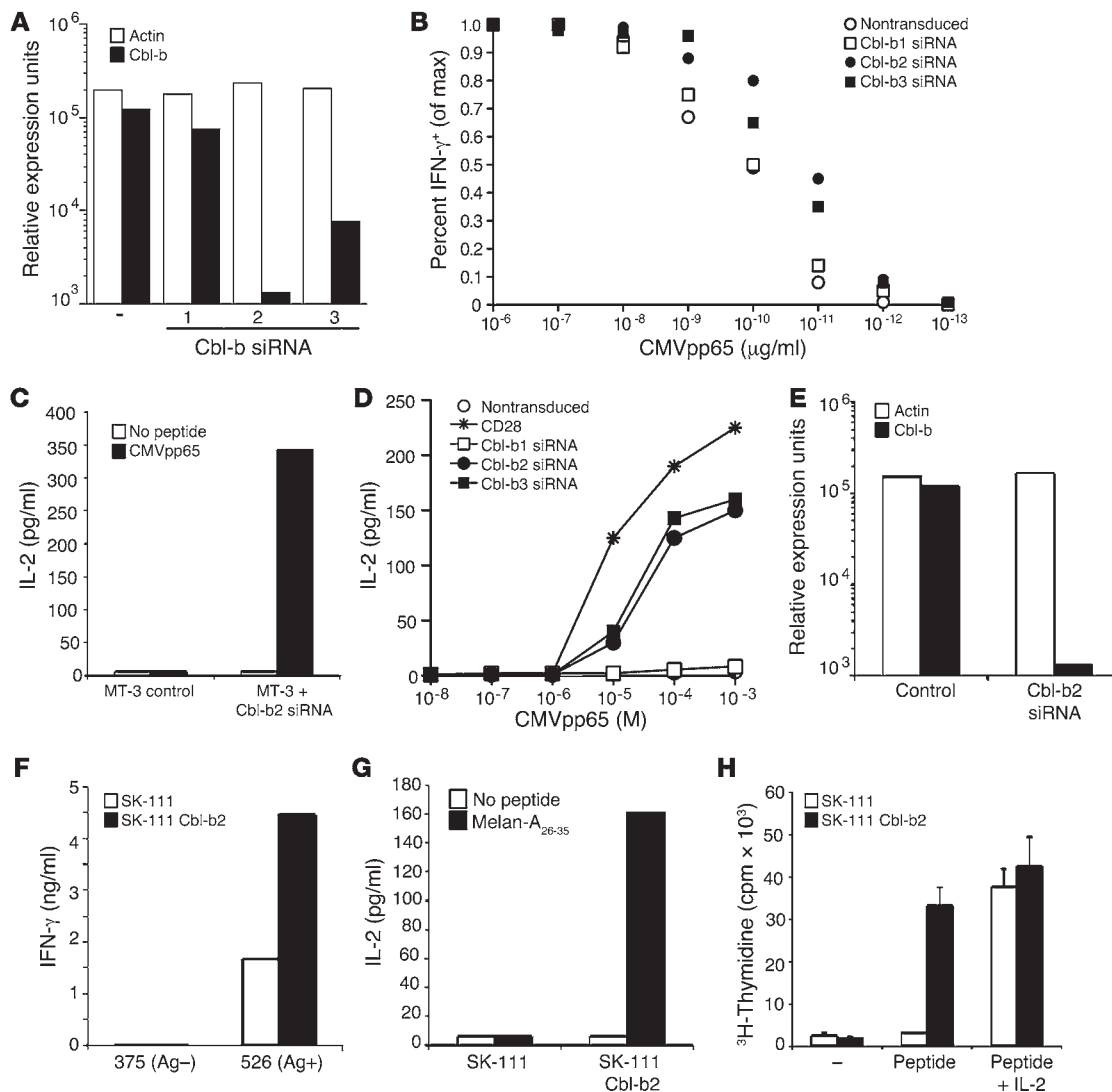 A
10^6
10^5
10^4
10^3
Relative expression units
Actin
Cbl-b
- 1 2 3
Cbl-b siRNA
B
1.0
0.9
0.8
0.7
0.6
0.5
0.4
0.3
0.2
0.1
0
Percent IFN-γ+ (of max)
Nontransduced
Cbl-b1 siRNA
Cbl-b2 siRNA
Cbl-b3 siRNA
10^-6 10^-7 10^-8 10^-9 10^-10 10^-11 10^-12 10^-13
CMVpp65 (μg/ml)
C
400
350
300
250
200
150
100
50
0
IL-2 (pg/ml)
No peptide
CMVpp65
MT-3 control
MT-3 +
Cbl-b2 siRNA
D
250
200
150
100
50
0
IL-2 (pg/ml)
Nontransduced
CD28
Cbl-b1 siRNA
Cbl-b2 siRNA
Cbl-b3 siRNA
10^-8 10^-7 10^-6 10^-5 10^-4 10^-3
CMVpp65 (M)
E
10^6
10^5
10^4
10^3
Relative expression units
Actin
Cbl-b
Control
Cbl-b2
siRNA
F
5
4
3
2
1
0
IFN-γ (ng/ml)
SK-111
SK-111 Cbl-b2
375 (Ag–) 526 (Ag+)
G
180
160
140
120
100
80
60
40
20
0
IL-2 (pg/ml)
No peptide
Melan-A26-35
SK-111
SK-111
Cbl-b2
H
60
50
40
30
20
10
0
3H-Thymidine (cpm × 10^3)
SK-111
SK-111 Cbl-b2
– Peptide Peptide
+ IL-2